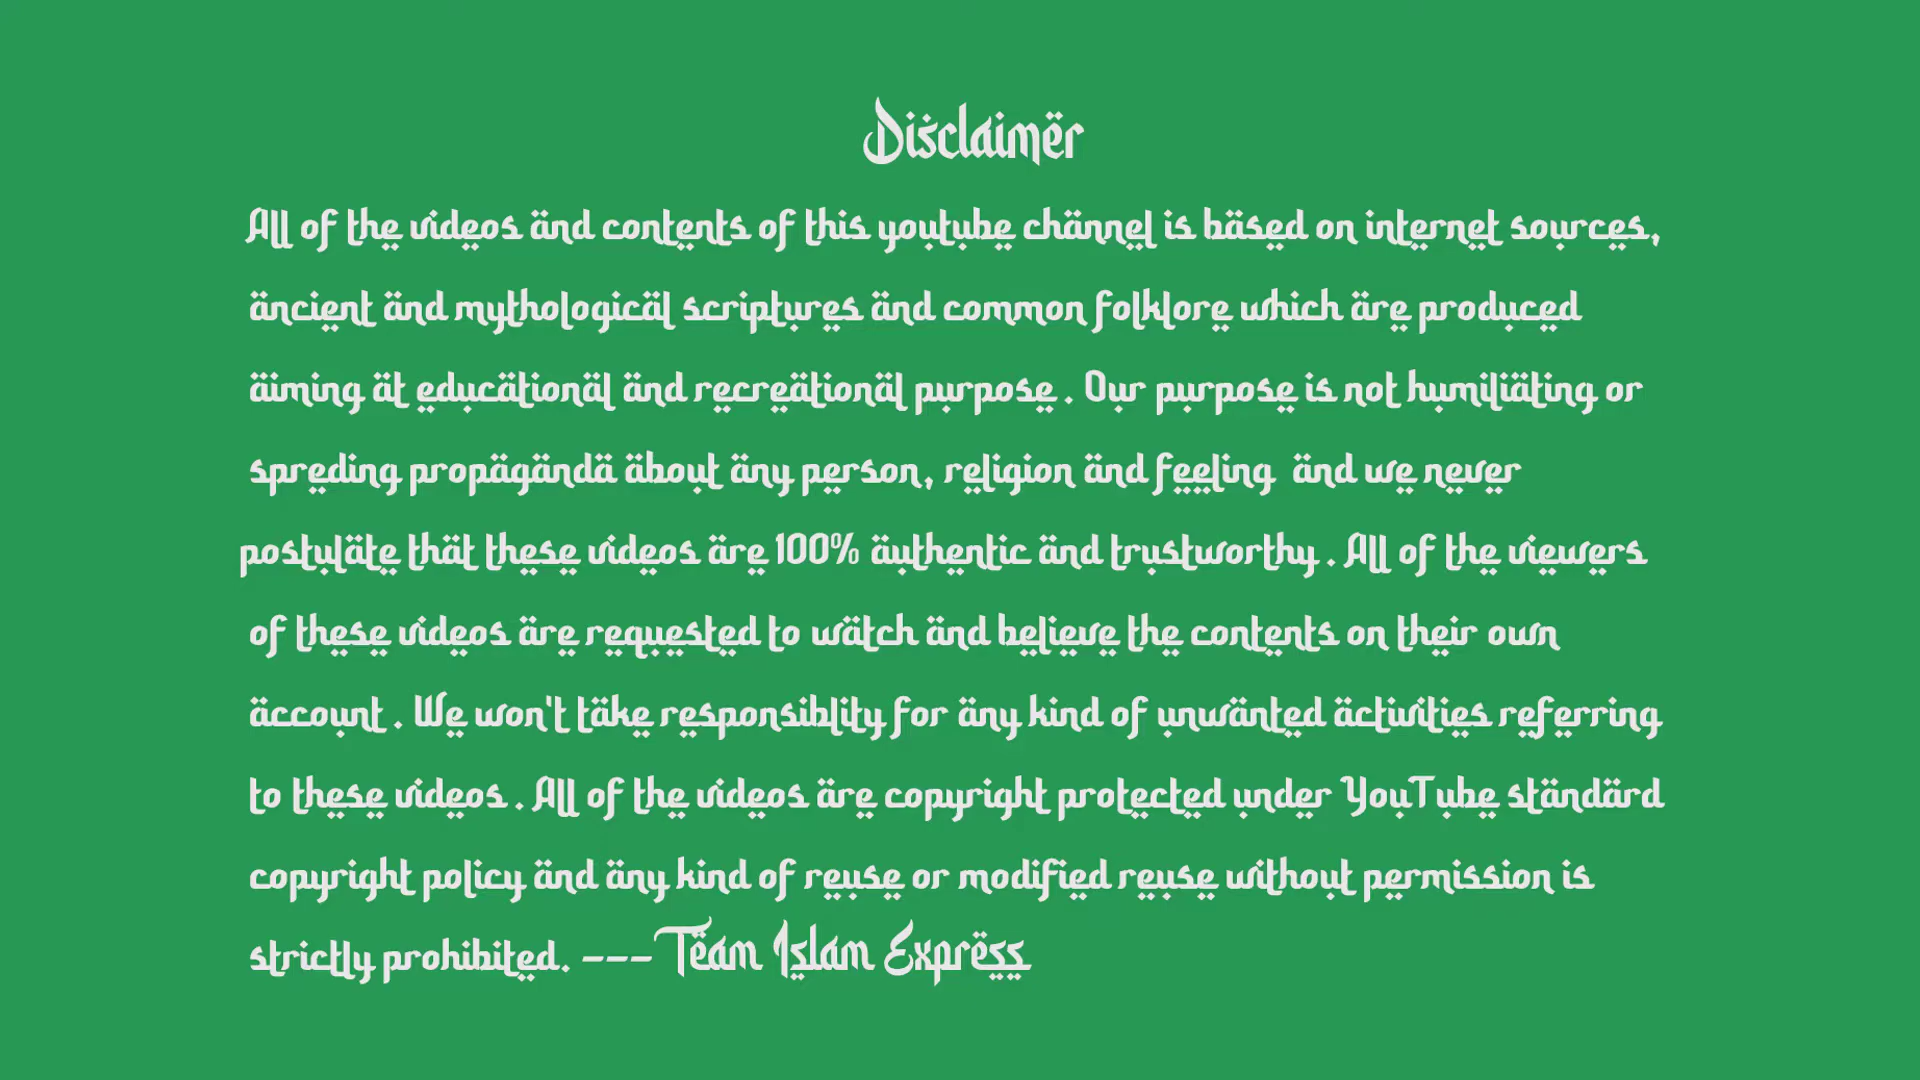 Disclaimer
All of the videos and contents of this youtube channel is based on internet sources,
ancient and mythological scriptures and common folklore which are produced
aiming at educational and recreational purpose . Our purpose is not humiliating or
spreding propaganda about any person, religion and feeling and we never
postulate that these videos are 100% authentic and trustworthy . All of the viewers
of these videos are requested to watch and believe the contents on their own
account . We won't take responsiblity for any kind of unwanted activities referring
to these videos . All of the videos are copyright protected under YouTube standard
copyright policy and any kind of reuse or modified reuse without permission is
strictly prohibited. ---Team Islam Express